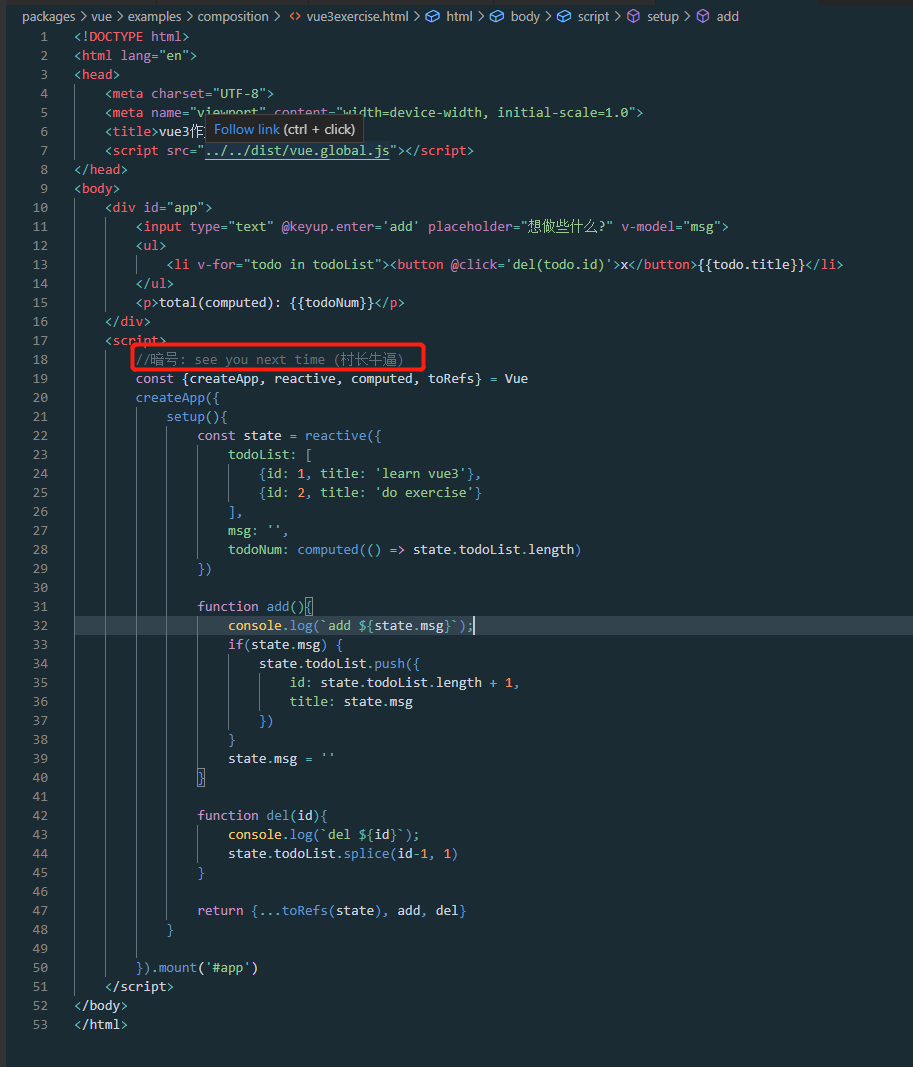 packages > vue > examples > composition > <> vue3exercise.html > html > body > script > setup > add
1 <!DOCTYPE html>
2 <html lang="en">
3 <head>
4 <meta charset="UTF-8">
5 <meta name="viewport" content="width=device-width, initial-scale=1.0">
6 <title>vue3作
Follow link (ctrl + click)
7 <script src="../../dist/vue.global.js"></script>
8 </head>
9 <body>
10 <div id="app">
11 <input type="text" @keyup.enter='add' placeholder="想做些什么?" v-model="msg">
12 <ul>
13 <li v-for="todo in todoList"><button @click='del(todo.id)'>x</button>{{todo.title}}</li>
14 </ul>
15 <p>total(computed): {{todoNum}}</p>
16 </div>
17 <script>
18 //暗号: see you next time (村长牛逼)
19 const {createApp, reactive, computed, toRefs} = Vue
20 createApp({
21 setup(){
22 const state = reactive({
23 todoList: [
24 {id: 1, title: 'learn vue3'},
25 {id: 2, title: 'do exercise'}
26 ],
27 msg: '',
28 todoNum: computed(() => state.todoList.length)
29 })
30
31 function add(){
32 console.log(`add ${state.msg}`);
33 if(state.msg) {
34 state.todoList.push({
35 id: state.todoList.length + 1,
36 title: state.msg
37 })
38 }
39 state.msg = ''
40 }
41
42 function del(id){
43 console.log(`del ${id}`);
44 state.todoList.splice(id-1, 1)
45 }
46
47 return {...toRefs(state), add, del}
48 }
49
50 }).mount('#app')
51 </script>
52 </body>
53 </html>